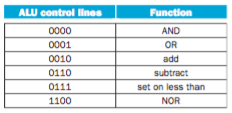 ALU control lines Function
0000 AND
0001 OR
0010 add
0110 subtract
0111 set on less than
1100 NOR